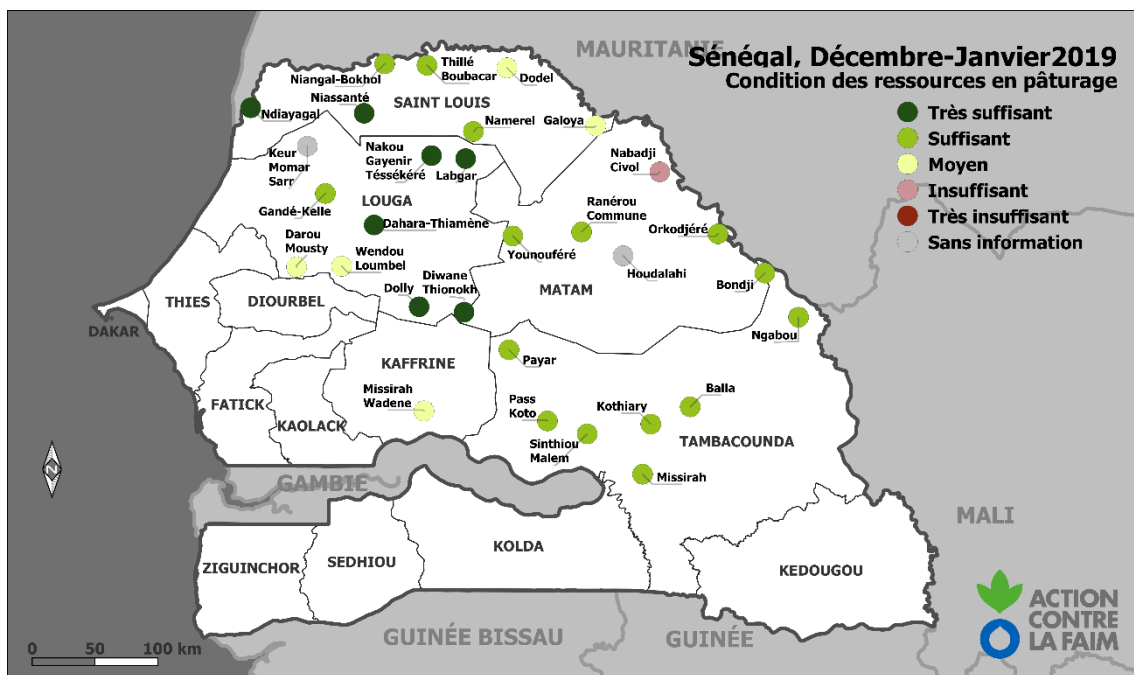 MAURITANIE
Sénégal, Décembre-Janvier2019
Condition des ressources en pâturage
Très suffisant
Suffisant
Moyen
Insuffisant
Très insuffisant
Sans information
Niangal-Bokhol
Thillé
Boubacar
Dodel
Ndiayagal
Niassanté
SAINT LOUIS
Namerel
Galoya
Keur
Momar
Sarr
Nakou
Gayenir
Téssékéré
Labgar
Nabadji
Civol
Gandé-Kelle
LOUGA
Dahara-Thiamène
Ranérou
Commune
Orkodjéré
Younouféré
Houdalahi
Darou
Mousty
Wendou
Loumbel
Dolly
Diwane
Thionokh
MATAM
Bondji
Ngabou
THIES
DIOURBEL
DAKAR
KAFFRINE
Payar
Missirah
Wadene
FATICK
KAOLACK
Pass
Koto
Sinthiou
Malem
Kothiary
Balla
TAMBACOUNDA
Missirah
GAMBIE
MALI
ZIGUINCHOR
SEDHIOU
KOLDA
KEDOUGOU
GUINÉE BISSAU
GUINÉE
N
0 50 100 km
ACTION
CONTRE
LA FAIM